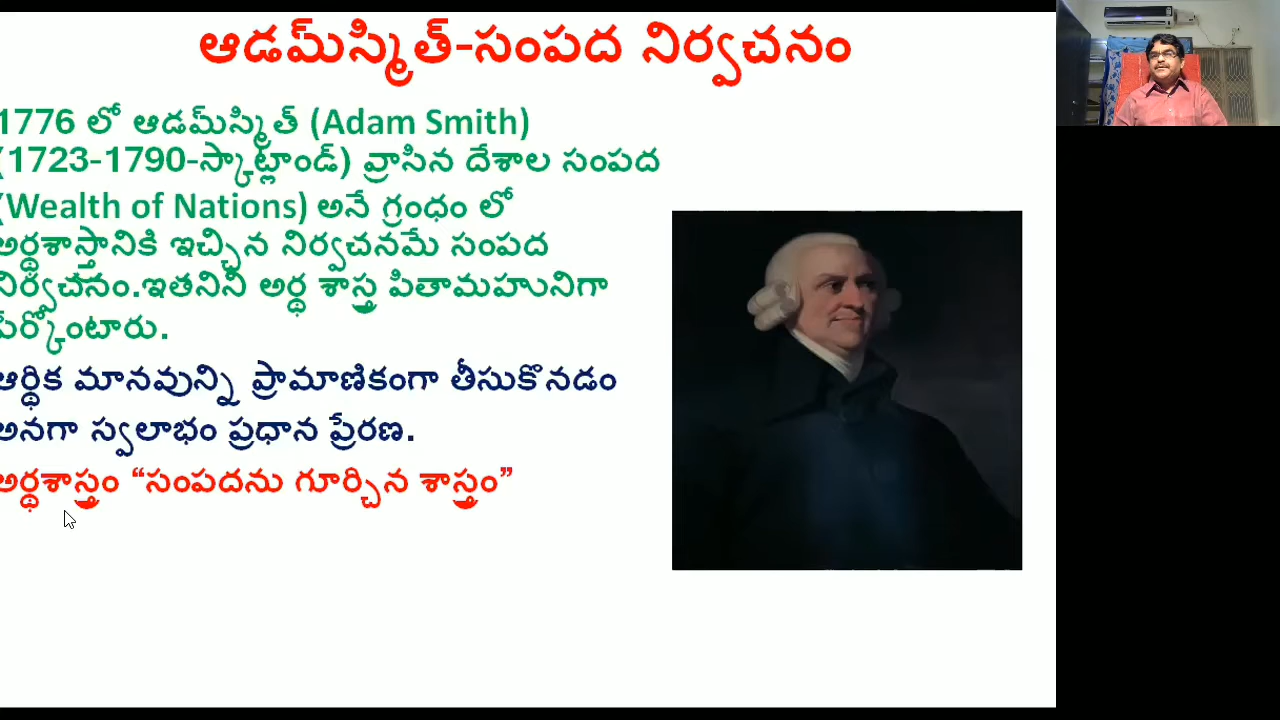 ఆడమ్‌స్మిత్-సంపద నిర్వచనం
1776 లో ఆడమ్‌స్మిత్ (Adam Smith)
(1723-1790-స్కాట్లాండ్) వ్రాసిన దేశాల సంపద
(Wealth of Nations) అనే గ్రంధం లో
అర్థశాస్త్రానికి ఇచ్చిన నిర్వచనమే సంపద
నిర్వచనం.ఇతనిని అర్థ శాస్త్ర పితామహునిగా
పేర్కోంటారు.
ఆర్థిక మానవున్ని ప్రామాణికంగా తీసుకొనడం
అనగా స్వలాభం ప్రధాన ప్రేరణ.
అర్థశాస్త్రం “సంపదను గూర్చిన శాస్త్రం”